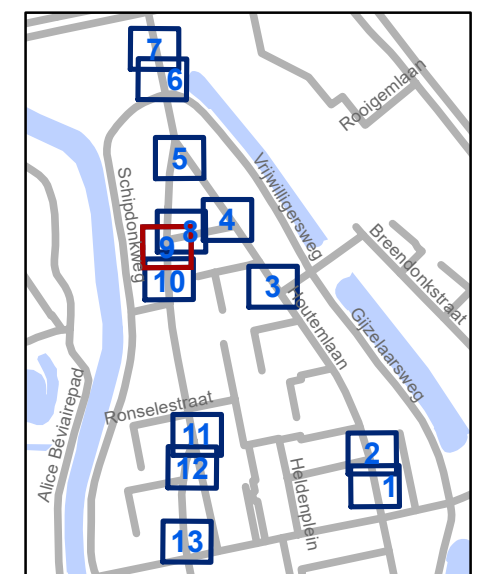 7
6
Rooigemlaan
5
Vrijwilligersweg
Schipdonkweg
4
8
9
Breendonkstraat
10
3
Houtemlaan
Gijzelaarsweg
Alice Béviairepad
Ronselestraat
11
2
12
1
Heldenplein
13